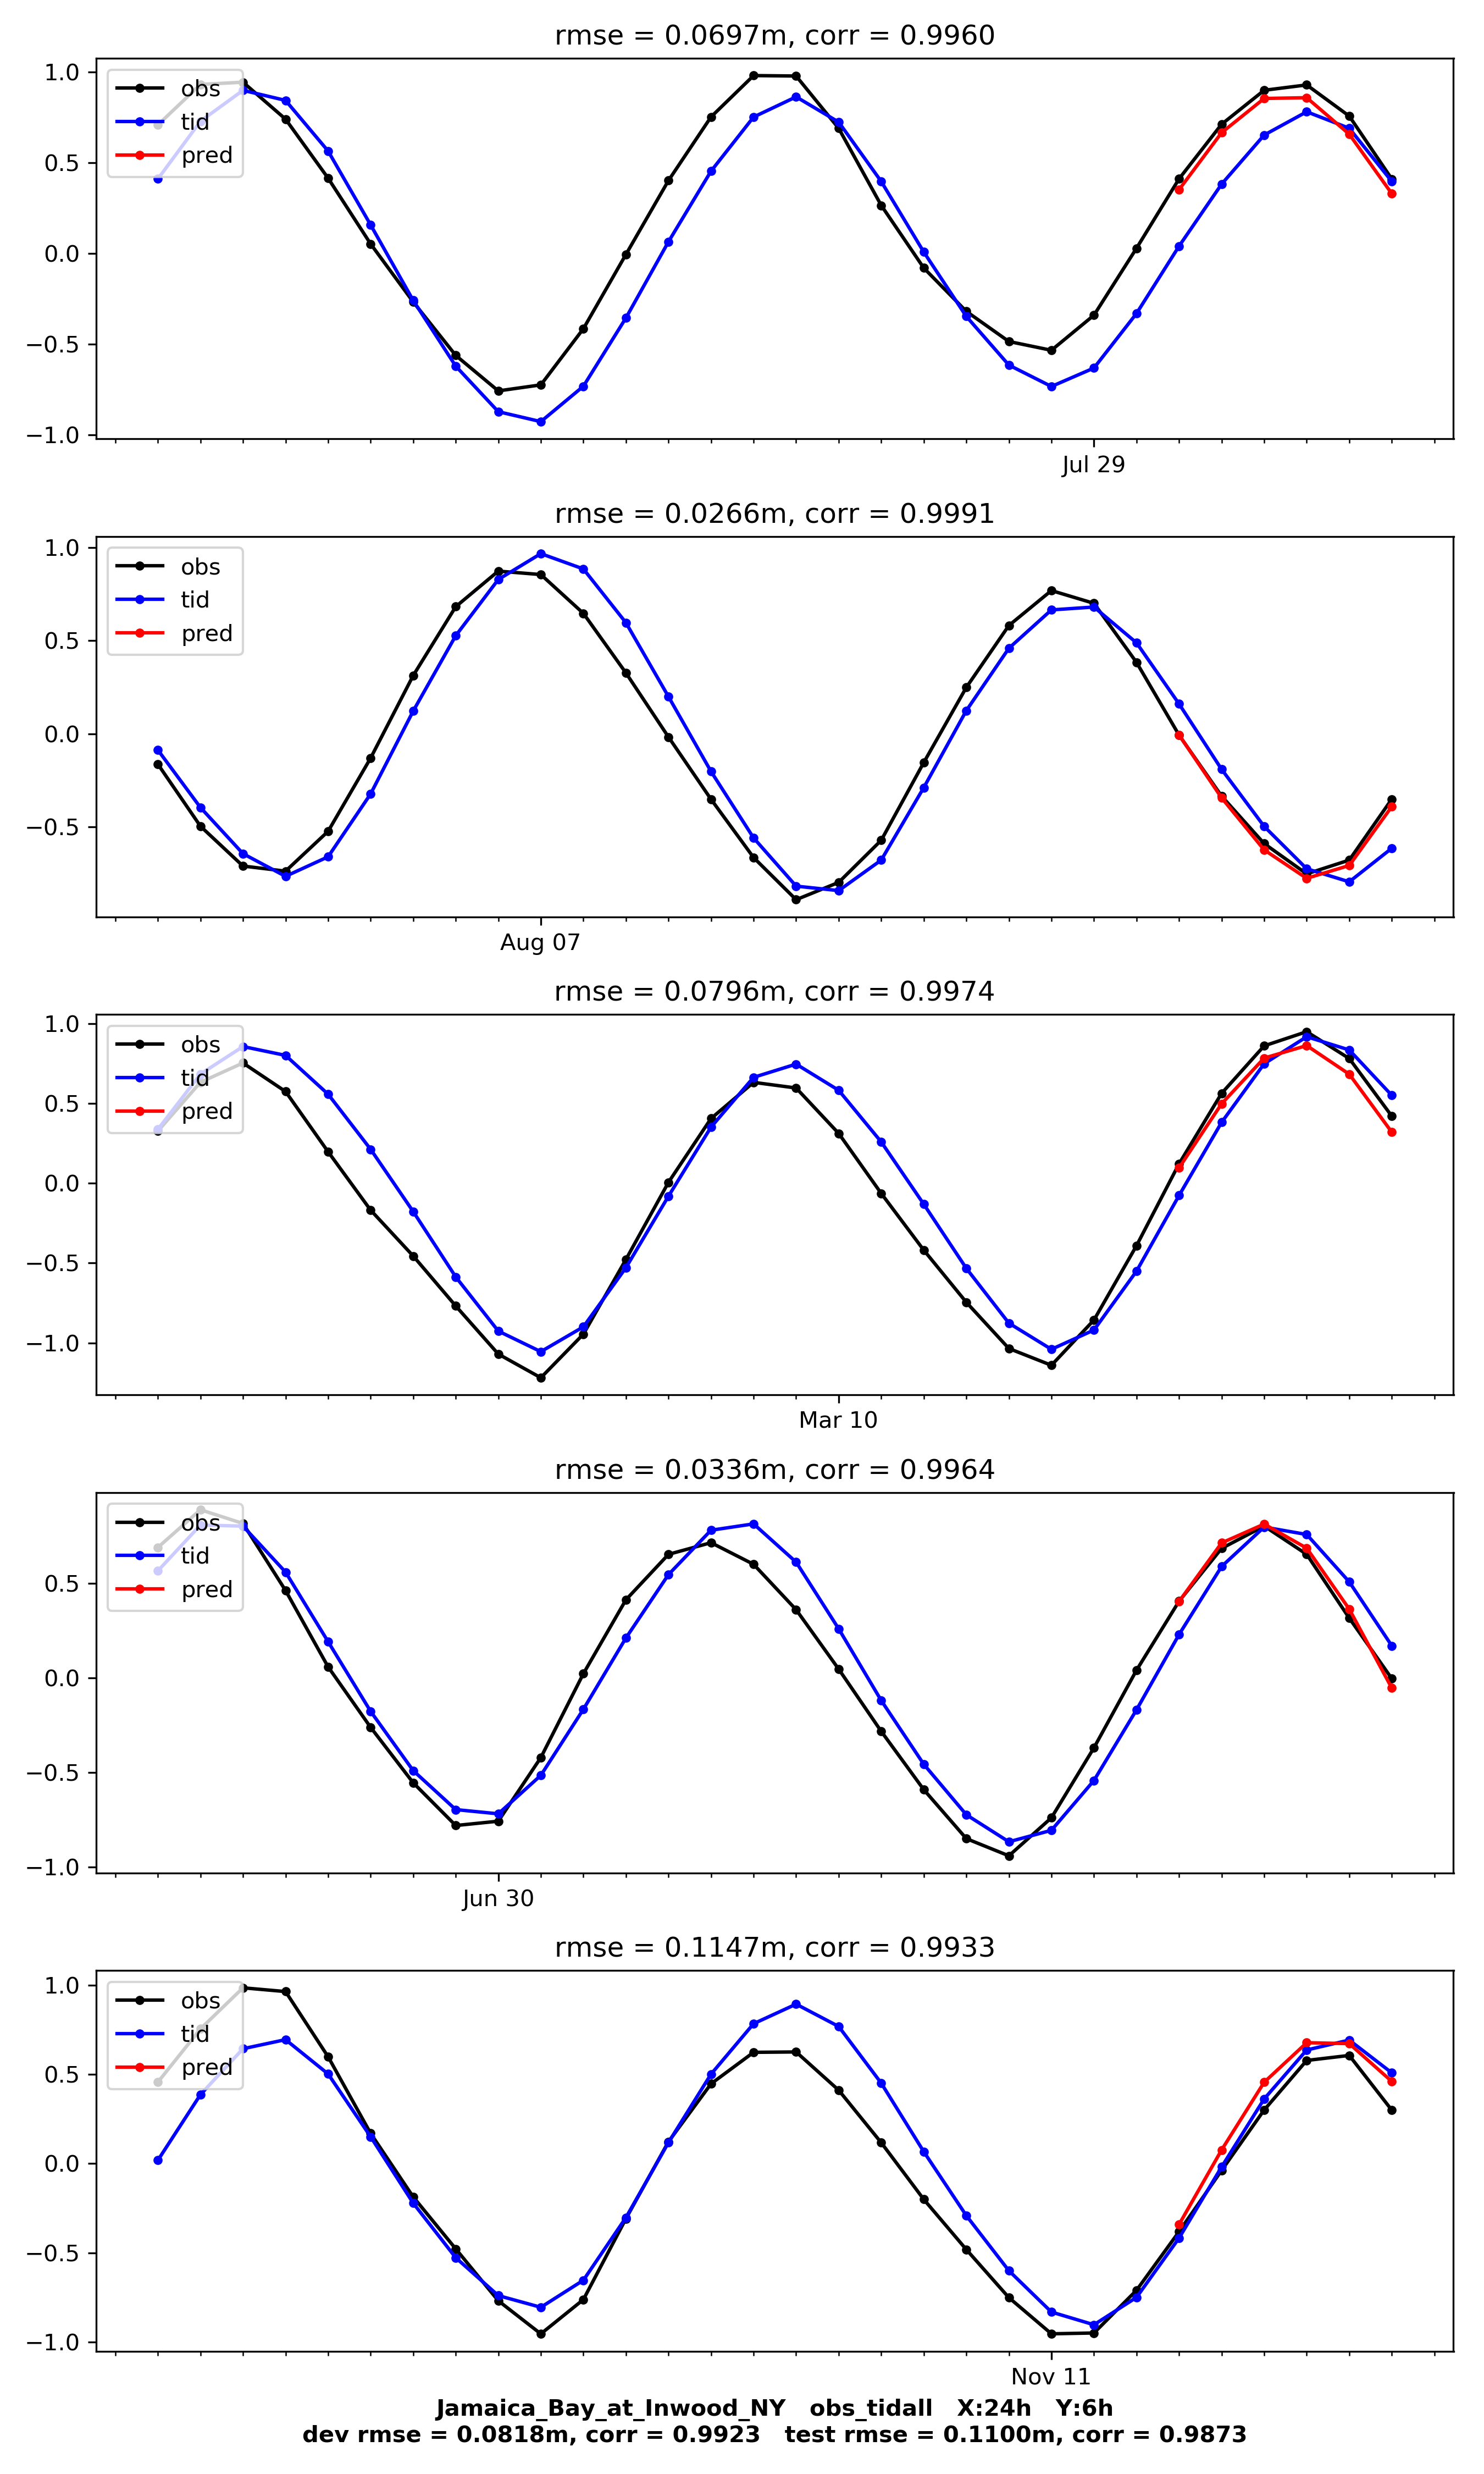 rmse = 0.0697m, corr = 0.9960
1.0
0.5
0.0
−0.5
−1.0
obs
tid
pred
Jul 29
rmse = 0.0266m, corr = 0.9991
1.0
0.5
0.0
−0.5
obs
tid
pred
Aug 07
rmse = 0.0796m, corr = 0.9974
1.0
0.5
0.0
−0.5
−1.0
obs
tid
pred
Mar 10
rmse = 0.0336m, corr = 0.9964
0.5
0.0
−0.5
−1.0
obs
tid
pred
Jun 30
rmse = 0.1147m, corr = 0.9933
1.0
0.5
0.0
−0.5
−1.0
obs
tid
pred
Nov 11
Jamaica_Bay_at_Inwood_NY obs_tidall X:24h Y:6h
dev rmse = 0.0818m, corr = 0.9923 test rmse = 0.1100m, corr = 0.9873